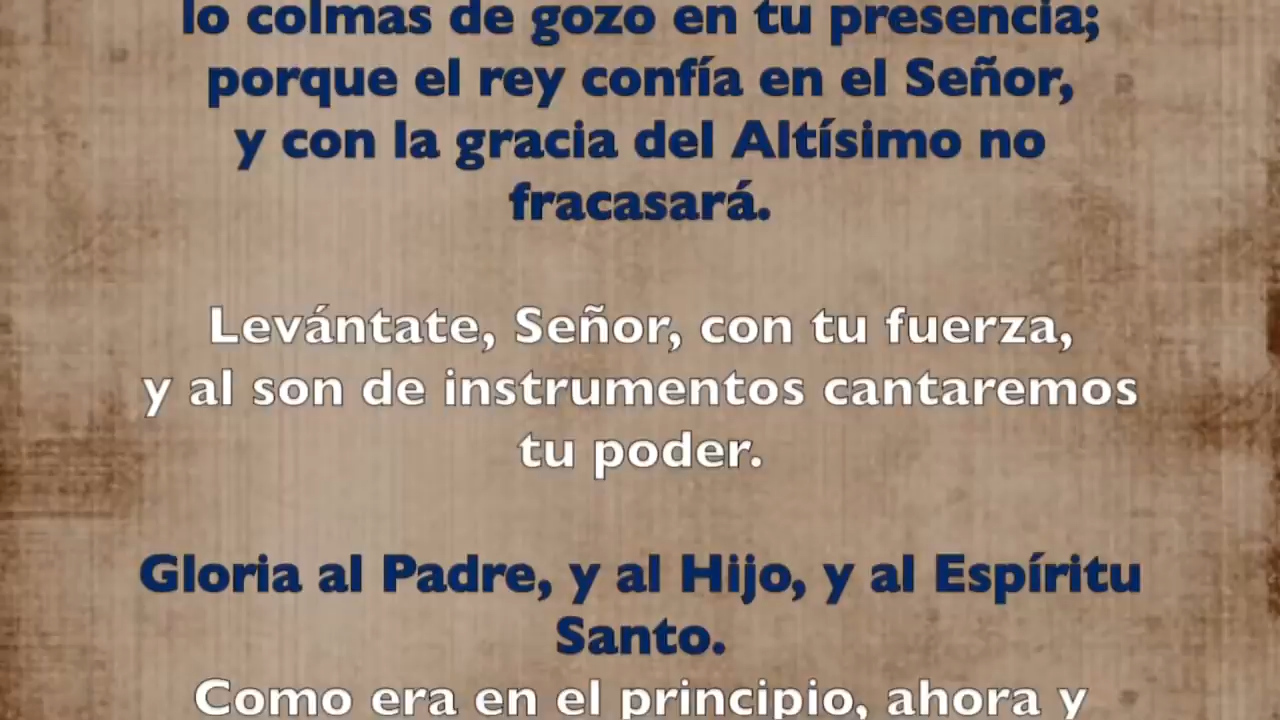 lo colmas de gozo en tu presencia;
porque el rey confía en el Señor,
y con la gracia del Altísimo no
fracasará.
Levántate, Señor, con tu fuerza,
y al son de instrumentos cantaremos
tu poder.
Gloria al Padre, y al Hijo, y al Espíritu
Santo.
Como era en el principio, ahora y